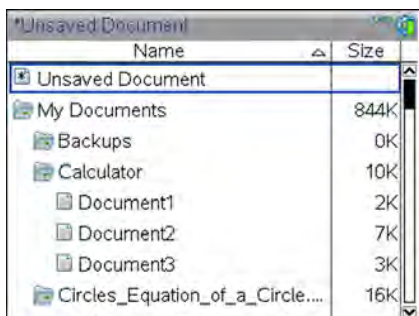 *Unsaved Document
Name Size
Unsaved Document
My Documents 844K
Backups 0K
Calculator 10K
Document1 2K
Document2 7K
Document3 3K
Circles_Equation_of_a_Circle.... 16K